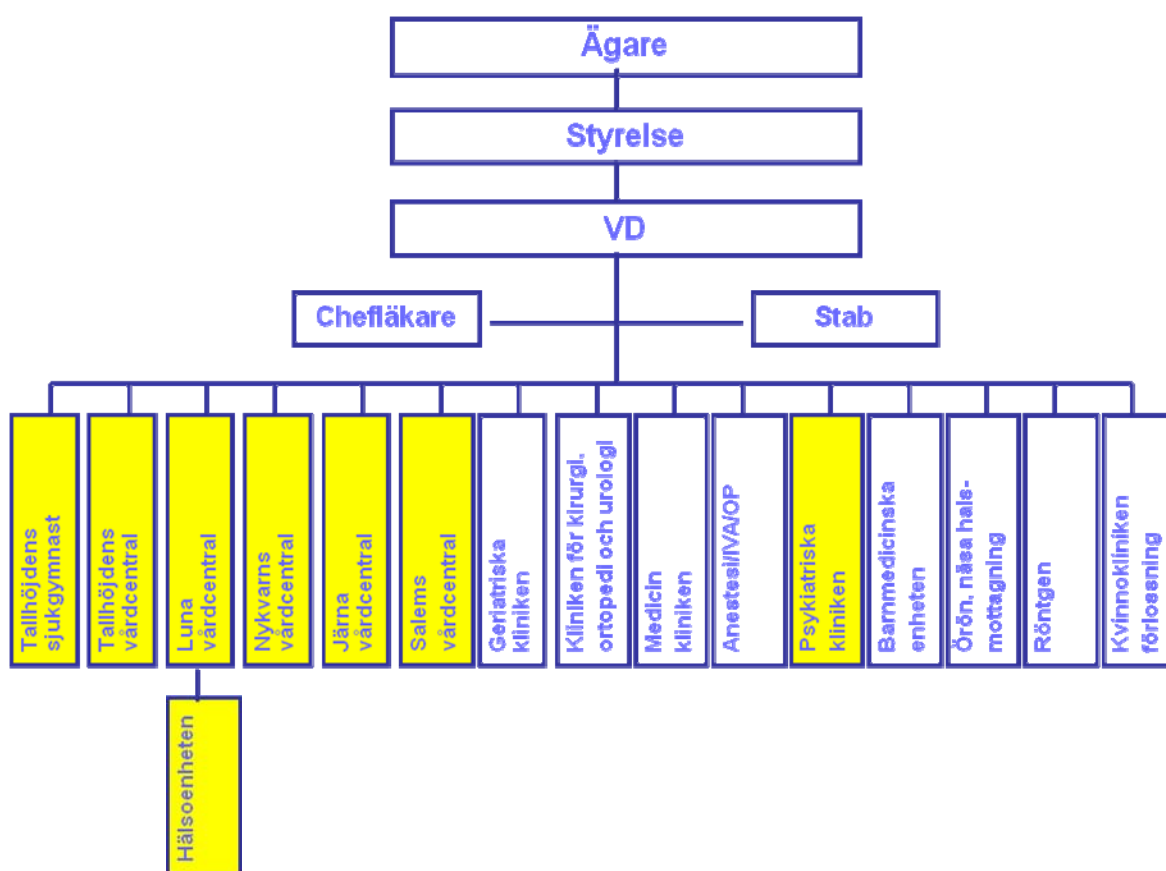 Ägare
Styrelse
VD
Chefläkare
Stab
Tallhöjdens
sjukgymnast
Tallhöjdens
vårdcentral
Luna
vårdcentral
Nykvarns
vårdcentral
Järna
vårdcentral
Salems
vårdcentral
Geriatriska
kliniken
Kliniken för kirurgi,
ortopedi och urologi
Medicin
kliniken
Anestesi/IVA/OP
Psykiatriska
kliniken
Barnmedicinska
enheten
Örön, näsa hals-
mottagning
Röntgen
Kvinnokliniken
förlossning
Hälsoenheten